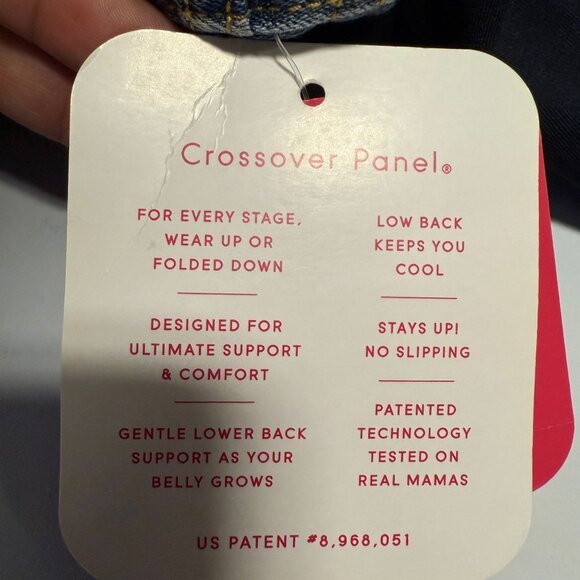 Crossover Panel®
FOR EVERY STAGE,
WEAR UP OR
FOLDED DOWN
DESIGNED FOR
ULTIMATE SUPPORT
& COMFORT
GENTLE LOWER BACK
SUPPORT AS YOUR
BELLY GROWS
LOW BACK
KEEPS YOU
COOL
STAYS UP!
NO SLIPPING
PATENTED
TECHNOLOGY
TESTED ON
REAL MAMAS
US PATENT #8,968,051